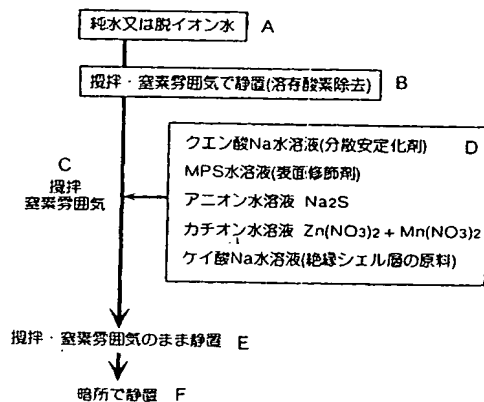 純水又は脱イオン水 A
撹拌・窒素雰囲気で静置(溶存酸素除去) B
C
撹拌
窒素雰囲気
クエン酸Na水溶液(分散安定化剤) D
MPS水溶液(表面修飾剤)
アニオン水溶液 Na2S
カチオン水溶液 Zn(NO3)2 + Mn(NO3)2
ケイ酸Na水溶液(絶縁シェル層の原料)
撹拌・窒素雰囲気のまま静置 E
暗所で静置 F